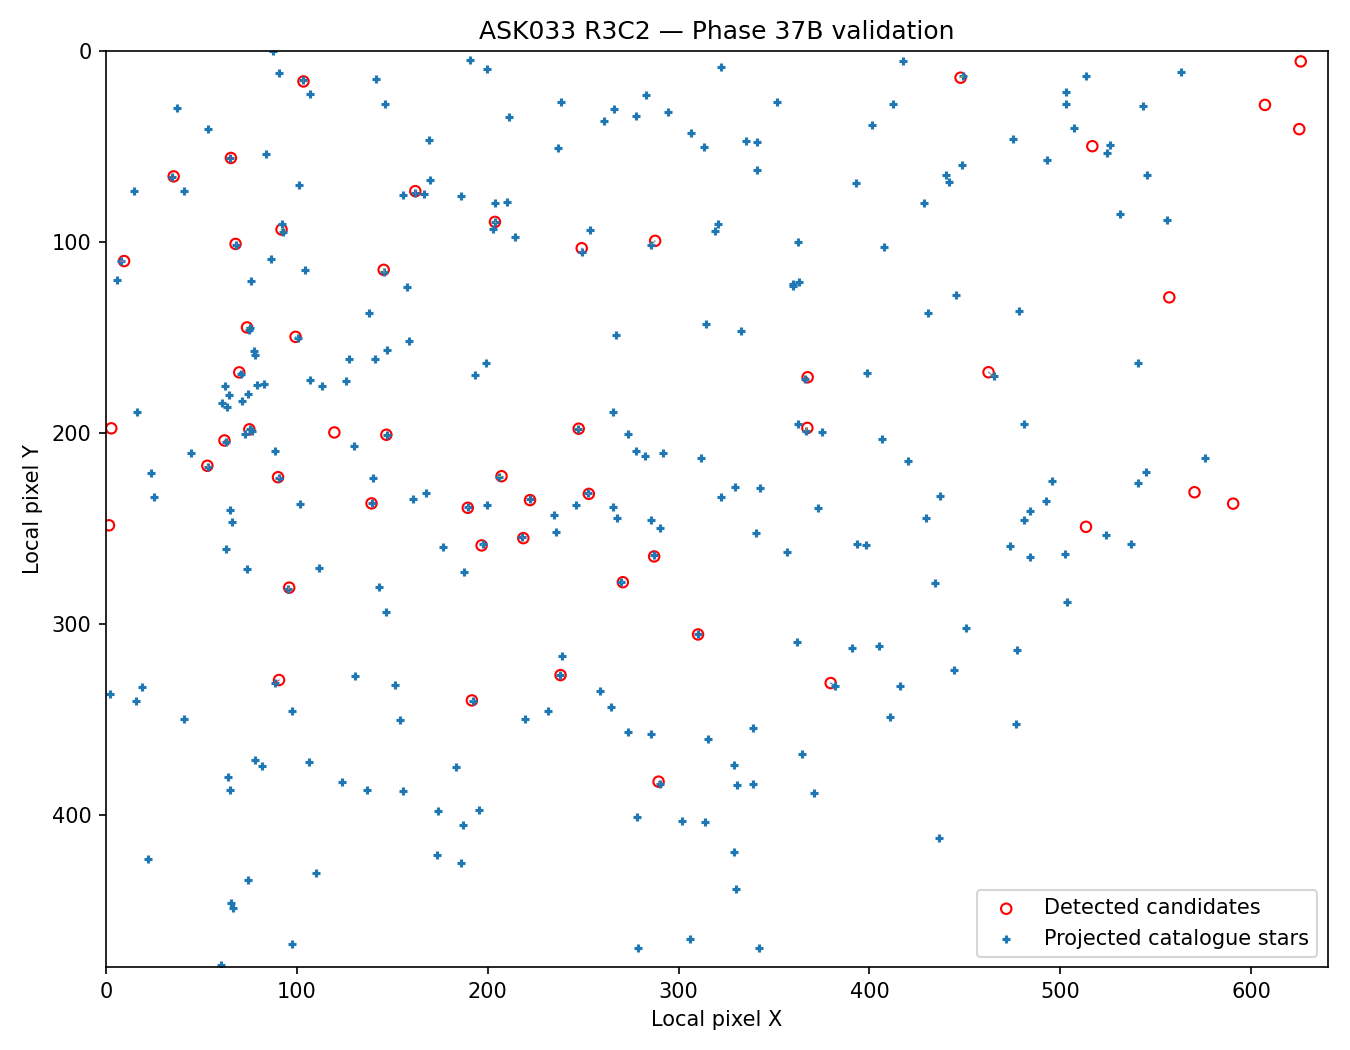 ASK033 R3C2 — Phase 37B validation
0
100
200
300
400
Local pixel Y
0
100
200
300
400
500
600
Local pixel X
Detected candidates
Projected catalogue stars